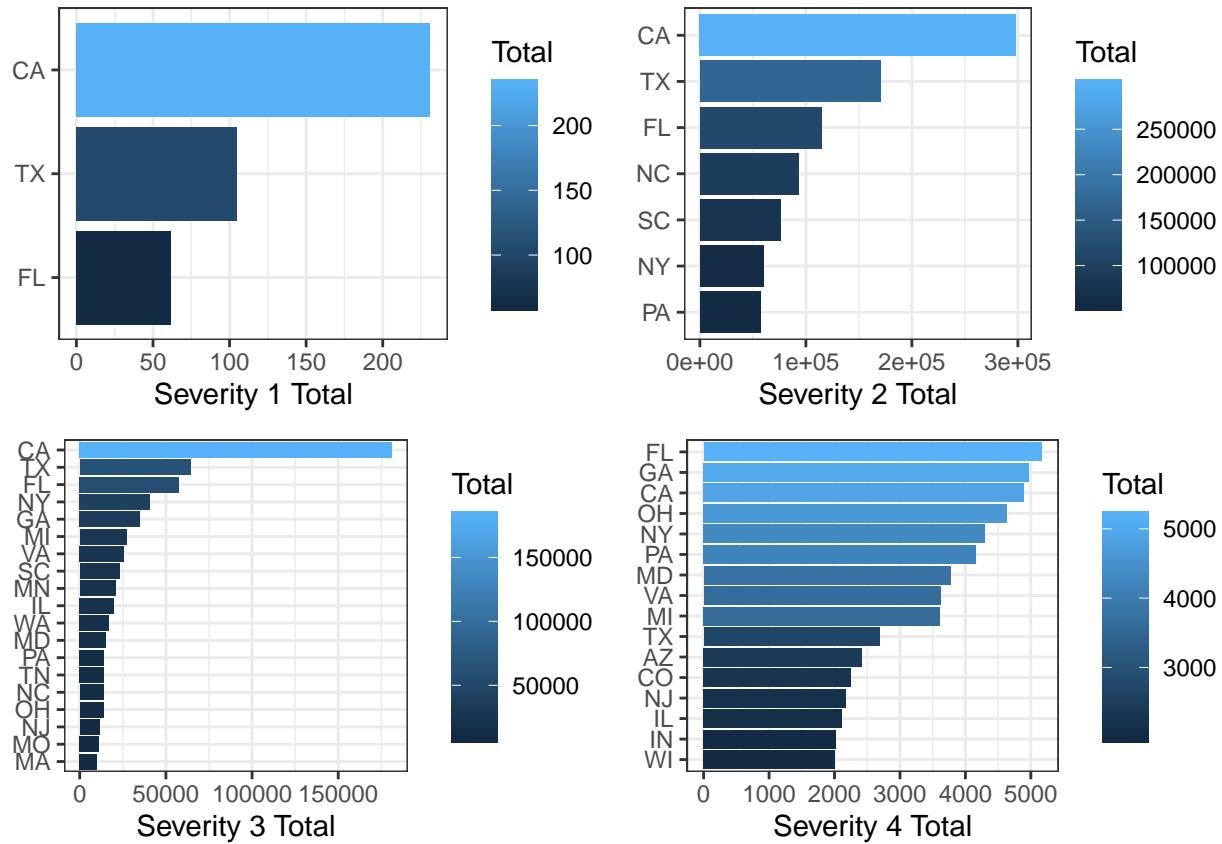 CA
TX
FL
0 50 100 150 200
Severity 1 Total
Total
200
150
100
CA
TX
FL
NC
SC
NY
PA
0e+00 1e+05 2e+05 3e+05
Severity 2 Total
Total
250000
200000
150000
100000
CA
TX
FL
NY
GA
MI
VA
SC
MN
IL
WA
MD
PA
TN
NC
OH
NJ
MO
MA
0 50000 100000 150000
Severity 3 Total
Total
150000
100000
50000
FL
GA
CA
OH
NY
PA
MD
VA
MI
TX
AZ
CO
NJ
IL
IN
WI
0 1000 2000 3000 4000 5000
Severity 4 Total
Total
5000
4000
3000